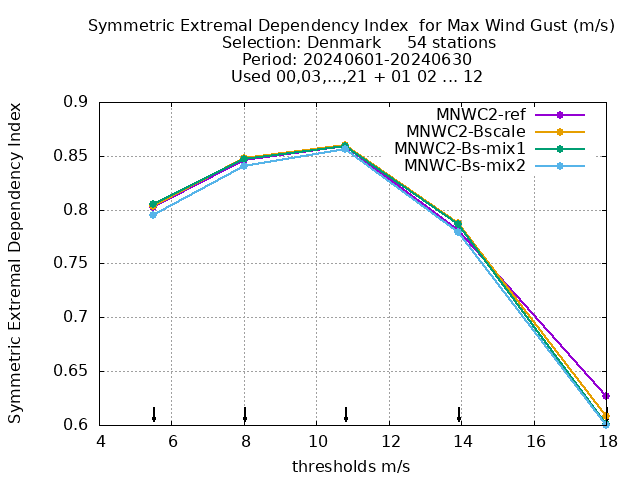 Symmetric Extremal Dependency Index  for Max Wind Gust (m/s)
Selection: Denmark     54 stations
Period: 20240601-20240630
Used 00,03,...,21 + 01 02 ... 12
Symmetric Extremal Dependency Index
0.9
0.85
0.8
0.75
0.7
0.65
0.6
MNWC2-ref
MNWC2-Bscale
MNWC2-Bs-mix1
MNWC-Bs-mix2
4 6 8 10 12 14 16 18
thresholds m/s